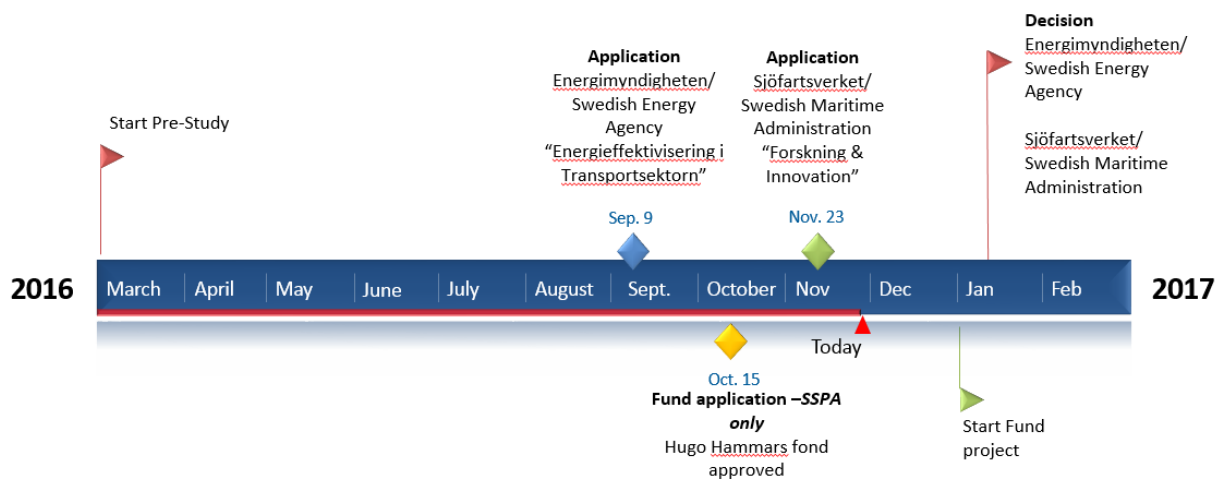 Start Pre-Study
Application
Energimyndigheten/
Swedish Energy
Agency
“Energieffektivisering i
Transportsektorn”
Sep. 9
Application
Sjöfartsverket/
Swedish Maritime
Administration
“Forskning &
Innovation”
Nov. 23
Decision
Energimyndigheten/
Swedish Energy
Agency
Sjöfartsverket/
Swedish Maritime
Administration
2016
March
April
May
June
July
August
Sept.
October
Nov
Dec
Jan
Feb
2017
Today
Oct. 15
Fund application –SSPA
only
Hugo Hammars fond
approved
Start Fund
project